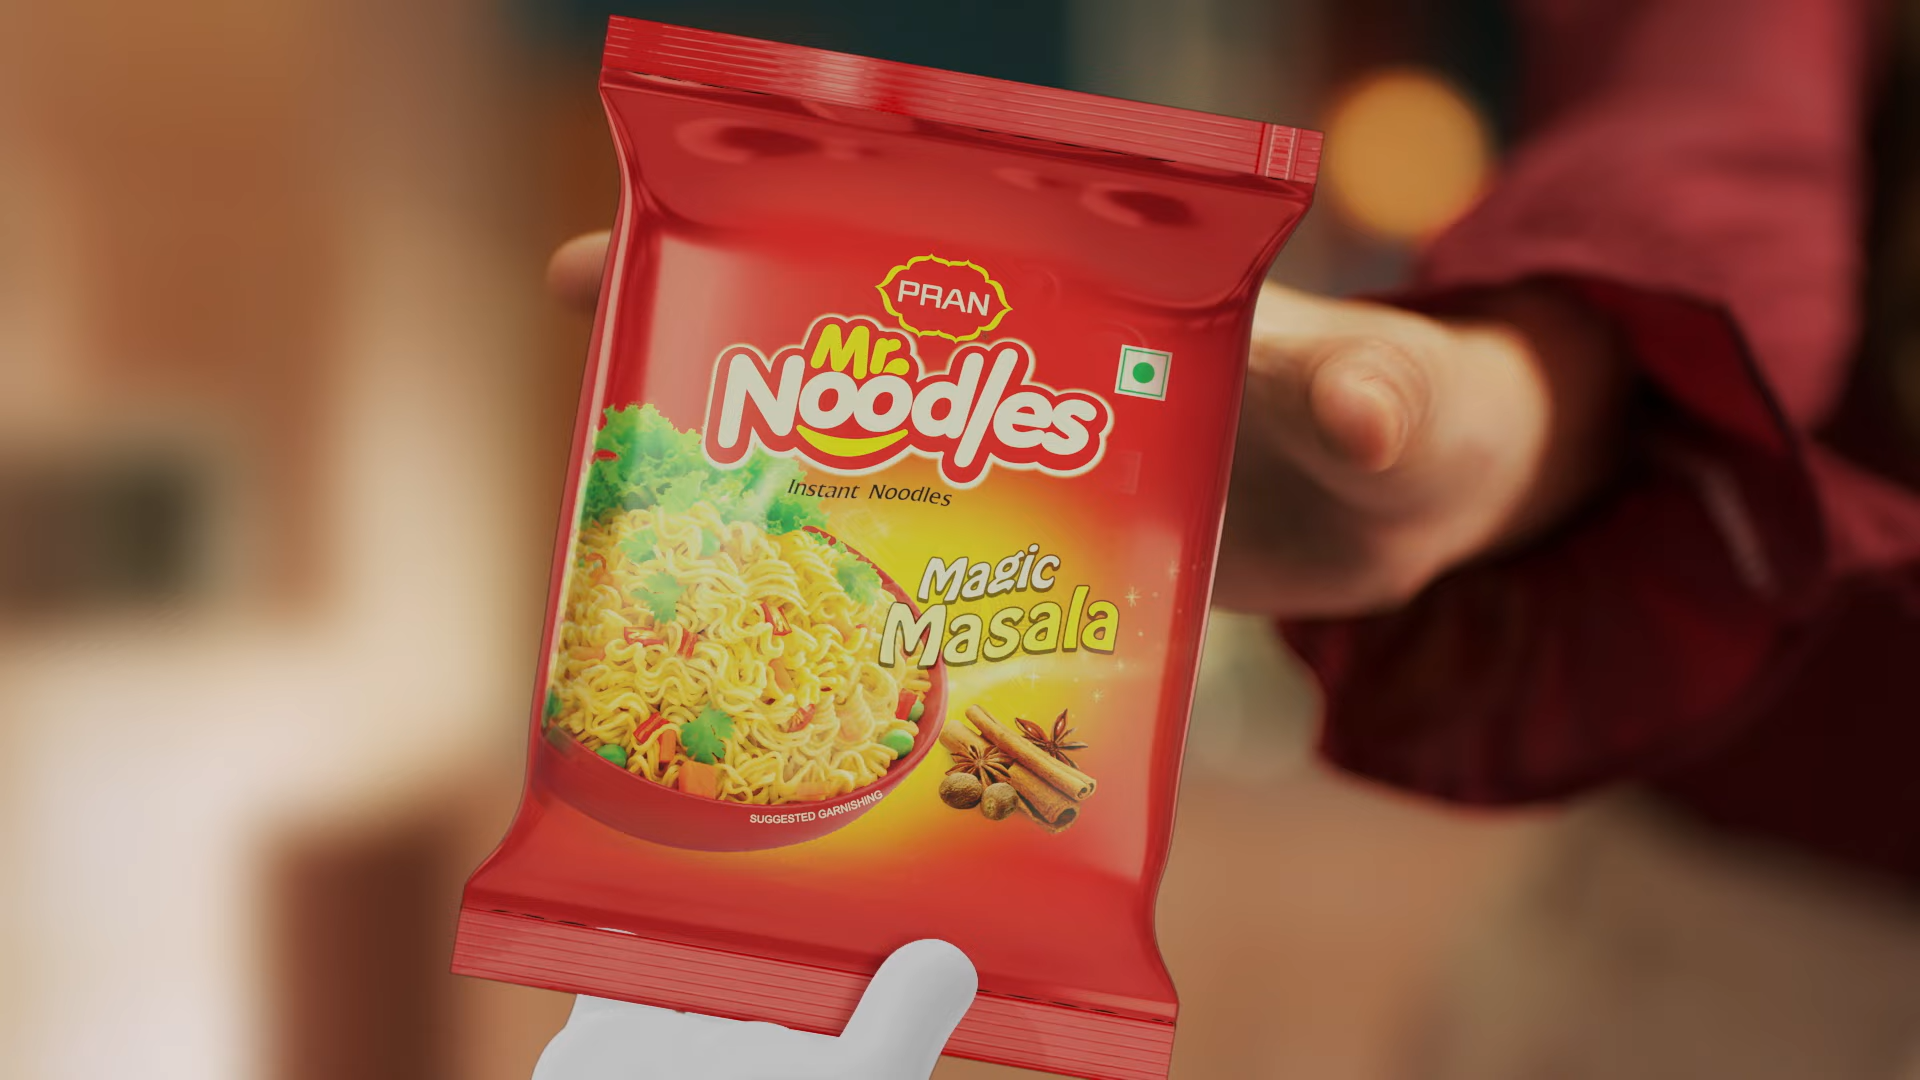 PRAN
Mr.
Noodles
Instant Noodles
Magic
Masala
SUGGESTED GARNISHING